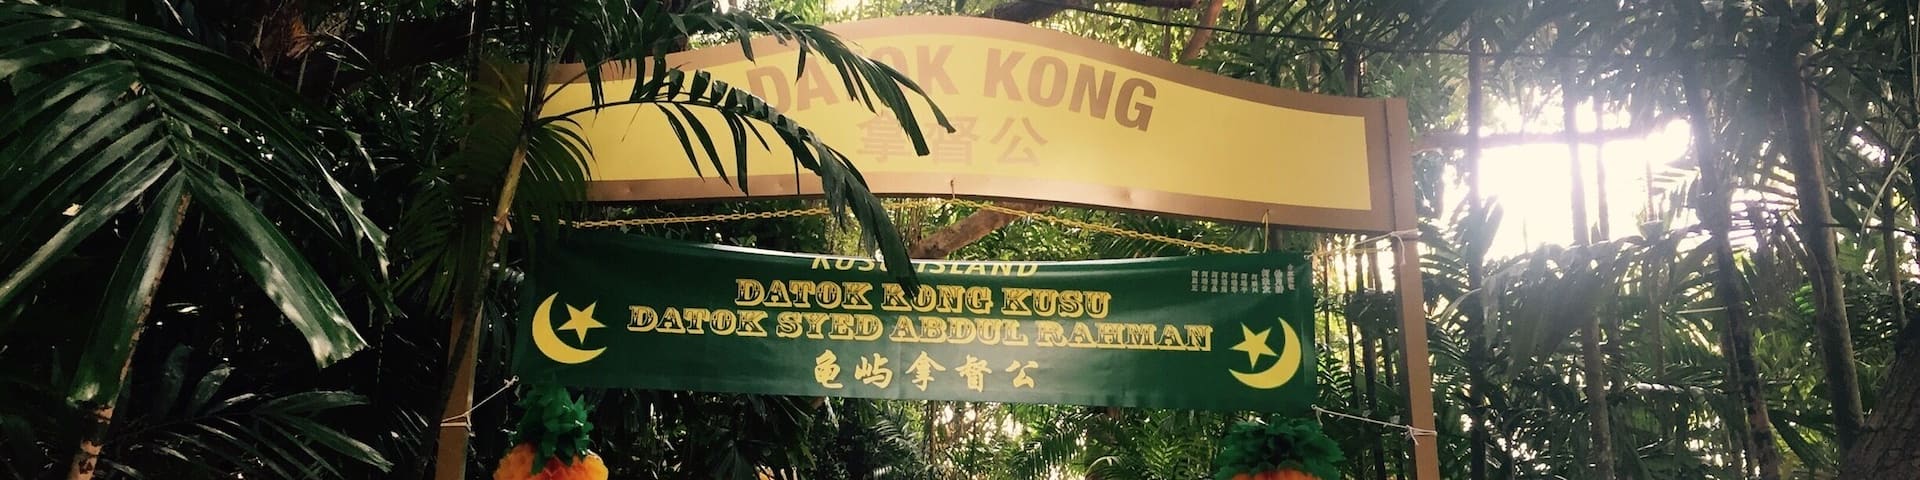 DATOK KONG
拿督公
KUSU ISLAND
DATOK KONG KUSU
DATOK SYED ABDUL RAHMAN
龟屿拿督公